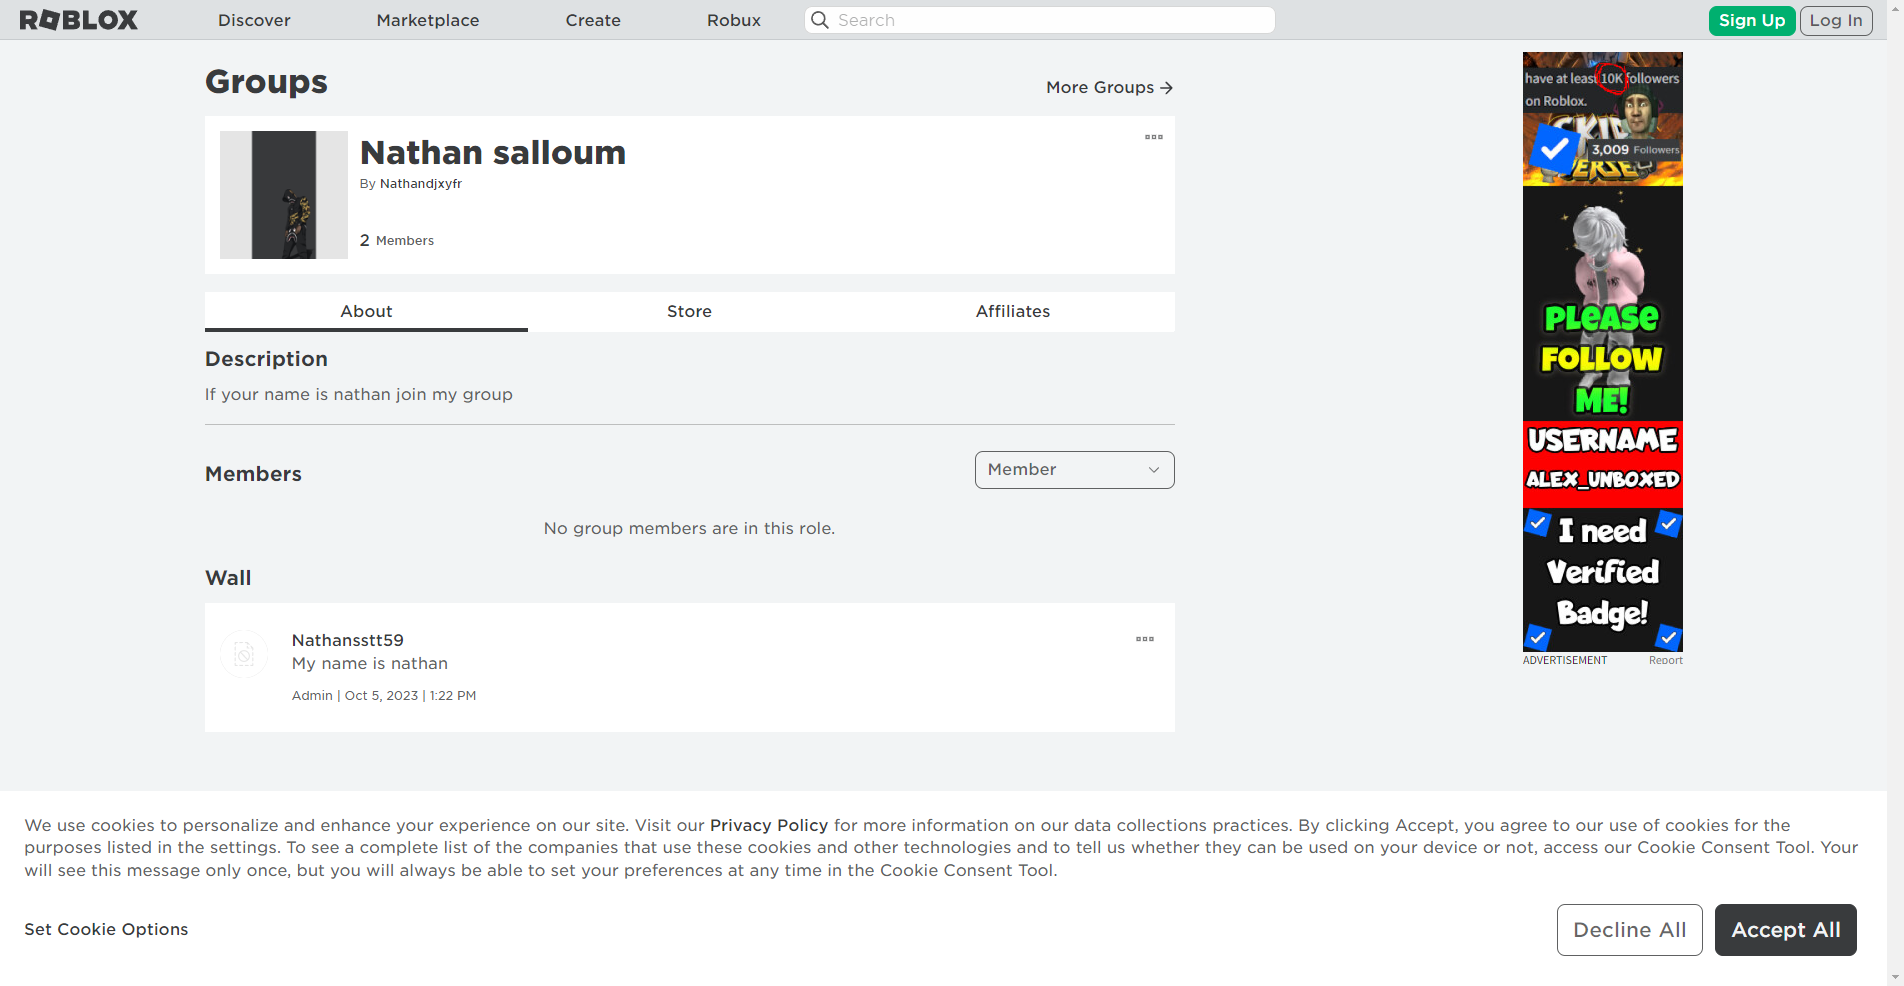 ROBLOX
Discover
Marketplace
Create
Robux
Search
Sign Up
Log In
Groups
More Groups
Nathan salloum
By Nathandjxyfr
2 Members
About
Store
Affiliates
Description
If your name is nathan join my group
Members
Member
No group members are in this role.
Wall
Nathansstt59
My name is nathan
Admin | Oct 5, 2023 | 1:22 PM
have at least 10K followers
on Roblox.
3,009 Followers
PLEASE
FOLLOW
ME!
USERNAME
ALEX_UNBOXED
I need
Verified
Badge!
ADVERTISEMENT
Report
We use cookies to personalize and enhance your experience on our site. Visit our Privacy Policy for more information on our data collections practices. By clicking Accept, you agree to our use of cookies for the
purposes listed in the settings. To see a complete list of the companies that use these cookies and other technologies and to tell us whether they can be used on your device or not, access our Cookie Consent Tool. Your
will see this message only once, but you will always be able to set your preferences at any time in the Cookie Consent Tool.
Set Cookie Options
Decline All
Accept All